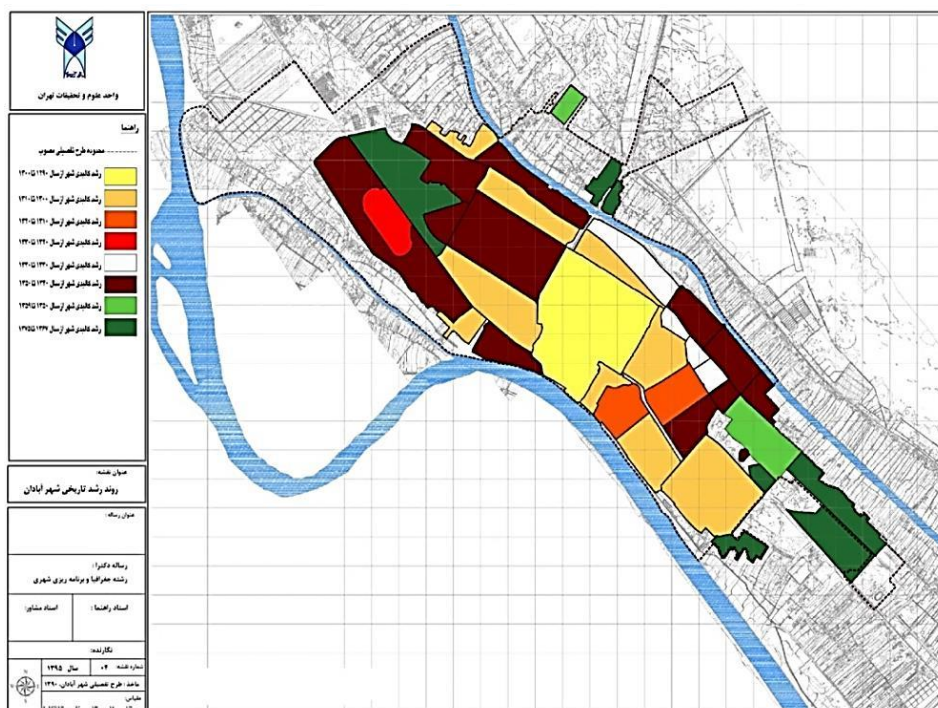 واحد علوم و تحقیقات تهران
راهنما
محدوده طرح تفصیلی مصوب
رشد کالبدی شهر از سال ۱۲۹۰ تا ۱۳۰۰
رشد کالبدی شهر از سال ۱۳۰۰ تا ۱۳۱۰
رشد کالبدی شهر از سال ۱۳۱۰ تا ۱۳۲۰
رشد کالبدی شهر از سال ۱۳۲۰ تا ۱۳۳۰
رشد کالبدی شهر از سال ۱۳۳۰ تا
رشد کالبدی شهر از سال ۱۳۴۰ تا ۱۳۵۰
رشد کالبدی شهر از سال ۱۳۵۰ تا ۱۳۵۹
رشد کالبدی شهر از سال ۱۳۶۷ تا ۱۳۷۵
عنوان نقشه:
روند رشد تاریخی شهر آبادان
عنوان رساله:
رساله دکترا:
رشته جغرافیا و برنامه ریزی شهری
استاد راهنما: استاد مشاور:
نگارنده:
شماره نقشه: ۰۴ سال ۱۳۹۵
ماخذ: طرح تفصیلی شهر آبادان، ۱۳۹۰
مقیاس: